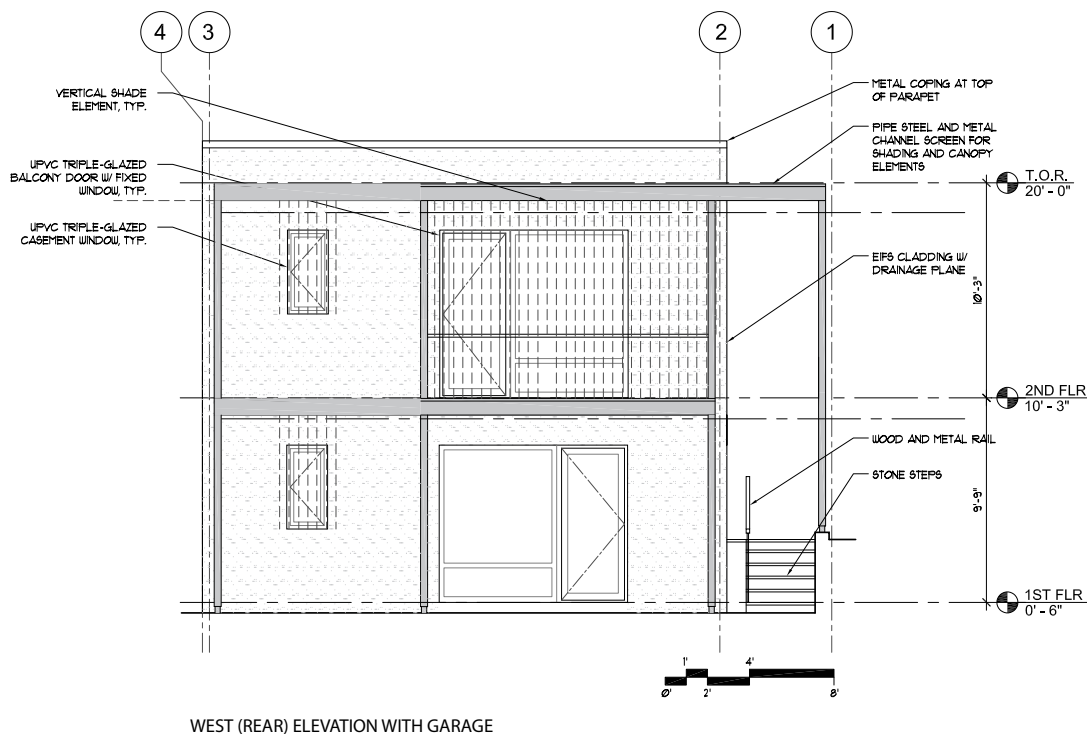 4
3
2
1
VERTICAL SHADE
ELEMENT, TYP.
METAL COPING AT TOP
OF PARAPET
UPVC TRIPLE-GLAZED
BALCONY DOOR W/ FIXED
WINDOW, TYP.
PIPE STEEL AND METAL
CHANNEL SCREEN FOR
SHADING AND CANOPY
ELEMENTS
T.O.R.
20' - 0"
UPVC TRIPLE-GLAZED
CASEMENT WINDOW, TYP.
EIFS CLADDING W/
DRAINAGE PLANE
10'-3"
2ND FLR
10' - 3"
WOOD AND METAL RAIL
STONE STEPS
9'-9"
1ST FLR
0' - 6"
1'
4'
0'
2'
8'
WEST (REAR) ELEVATION WITH GARAGE